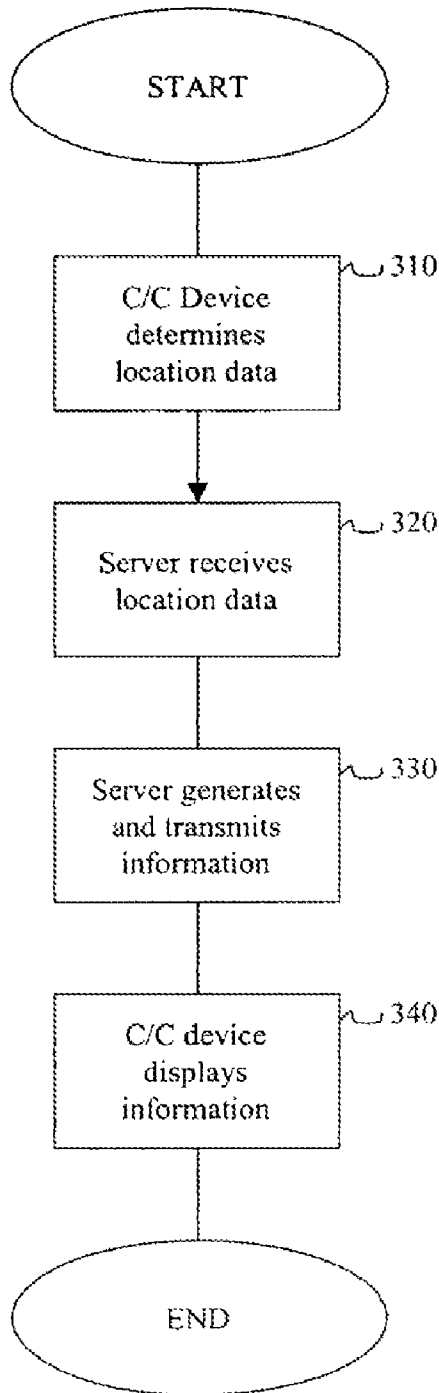 START
310
C/C Device
determines
location data
320
Server receives
location data
330
Server generates
and transmits
information
340
C/C device
displays
information
END